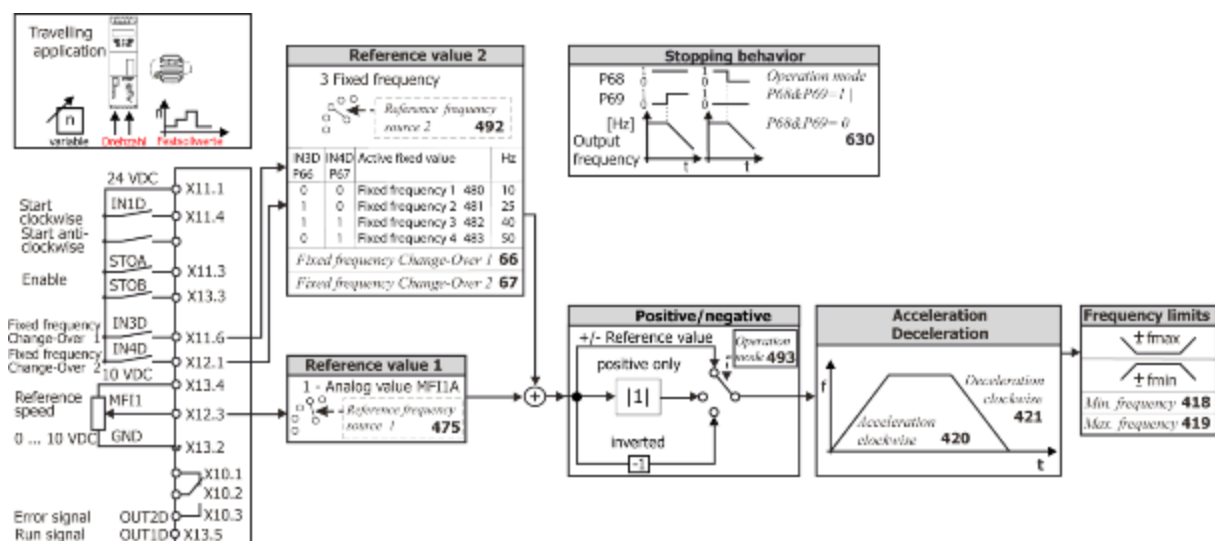 Travelling
application
n
n
variable
Drehzahl
Festsollwerte
24 VDC
X11.1
Start
clockwise
IN1D
X11.4
Start anti-
clockwise
Enable
STOA
X11.3
STOB
X13.3
Fixed frequency
Change-Over 1
IN3D
X11.6
Fixed frequency
Change-Over 2
IN4D
X12.1
10 VDC
X13.4
Reference
speed
MFI1
X12.3
0 ... 10 VDC
GND
X13.2
X10.1
X10.2
X10.3
Error signal
OUT2D
Run signal
OUT1D
X13.5
Reference value 2
3 Fixed frequency
Reference frequency
source 2 492
IN3D IN4D Active fixed value Hz
P66 P67
0 0 Fixed frequency 1 480 10
1 0 Fixed frequency 2 481 25
1 1 Fixed frequency 3 482 40
0 1 Fixed frequency 4 483 50
Fixed frequency Change-Over 1 66
Fixed frequency Change-Over 2 67
Reference value 1
1 - Analog value MFI1A
Reference frequency
source 1 475
Stopping behavior
P68 1 0 1 0
P69 1 0 1 0
Operation mode
P68&P69=1 |
P68&P69= 0
630
[Hz]
Output
frequency
t
t
+
Positive/negative
+/- Reference value
Operation
mode 493
positive only
|1|
inverted
-1
Acceleration
Deceleration
f
Deceleration
clockwise
421
Acceleration
clockwise 420
t
Frequency limits
± fmax
± fmin
Min. frequency 418
Max. frequency 419